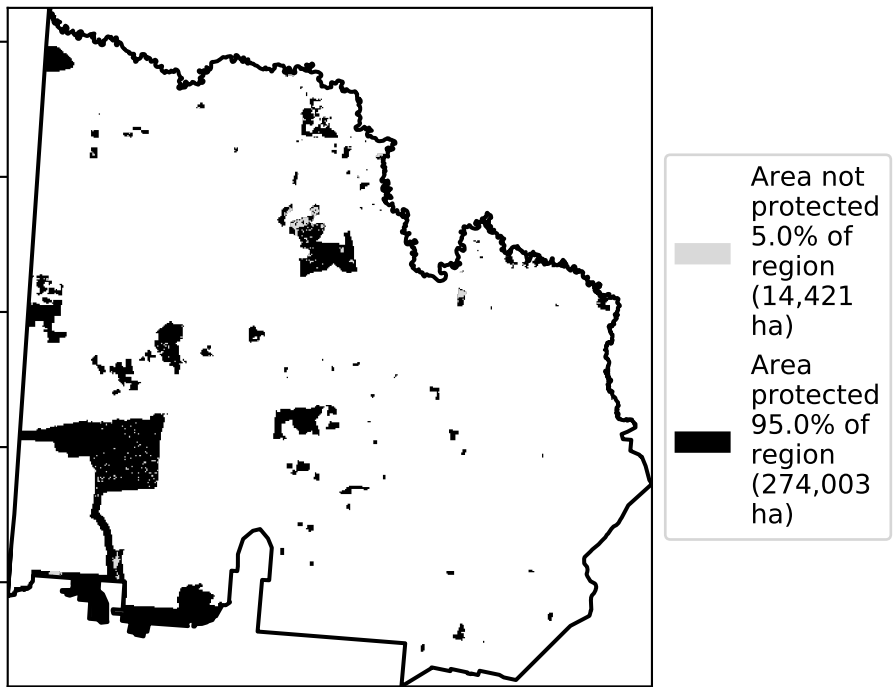 Area not
protected
5.0% of
region
(14,421
ha)
Area
protected
95.0% of
region
(274,003
ha)